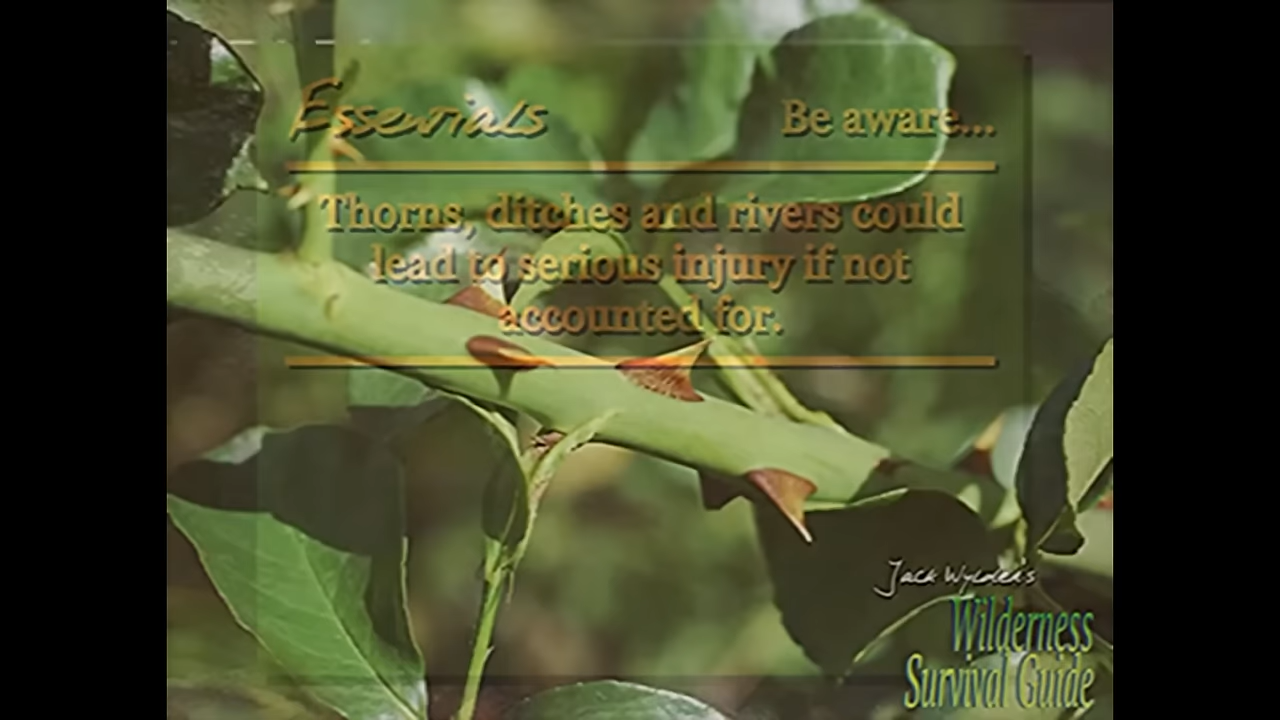 Essentials
Be aware...
Thorns, ditches and rivers could
lead to serious injury if not
accounted for.
Jack Wylder's
Wilderness
Survival Guide